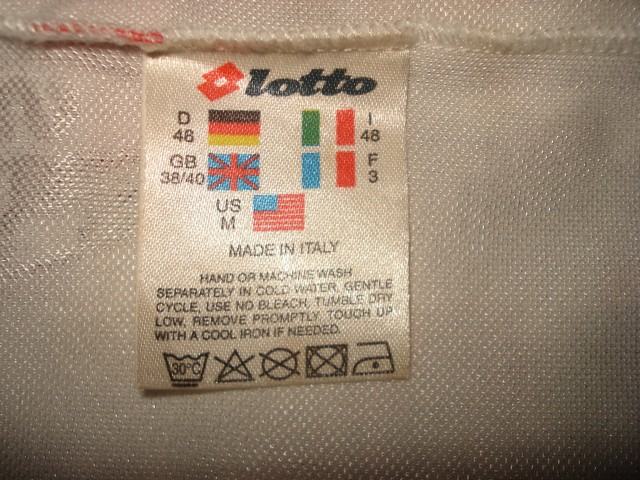 lotto
D I
48 48
GB F
38/40 3
US
M
MADE IN ITALY
HAND OR MACHINE WASH
SEPARATELY IN COLD WATER, GENTLE
CYCLE, USE NO BLEACH, TUMBLE DRY
LOW, REMOVE PROMPTLY, TOUCH UP
WITH A COOL IRON IF NEEDED.
30°C